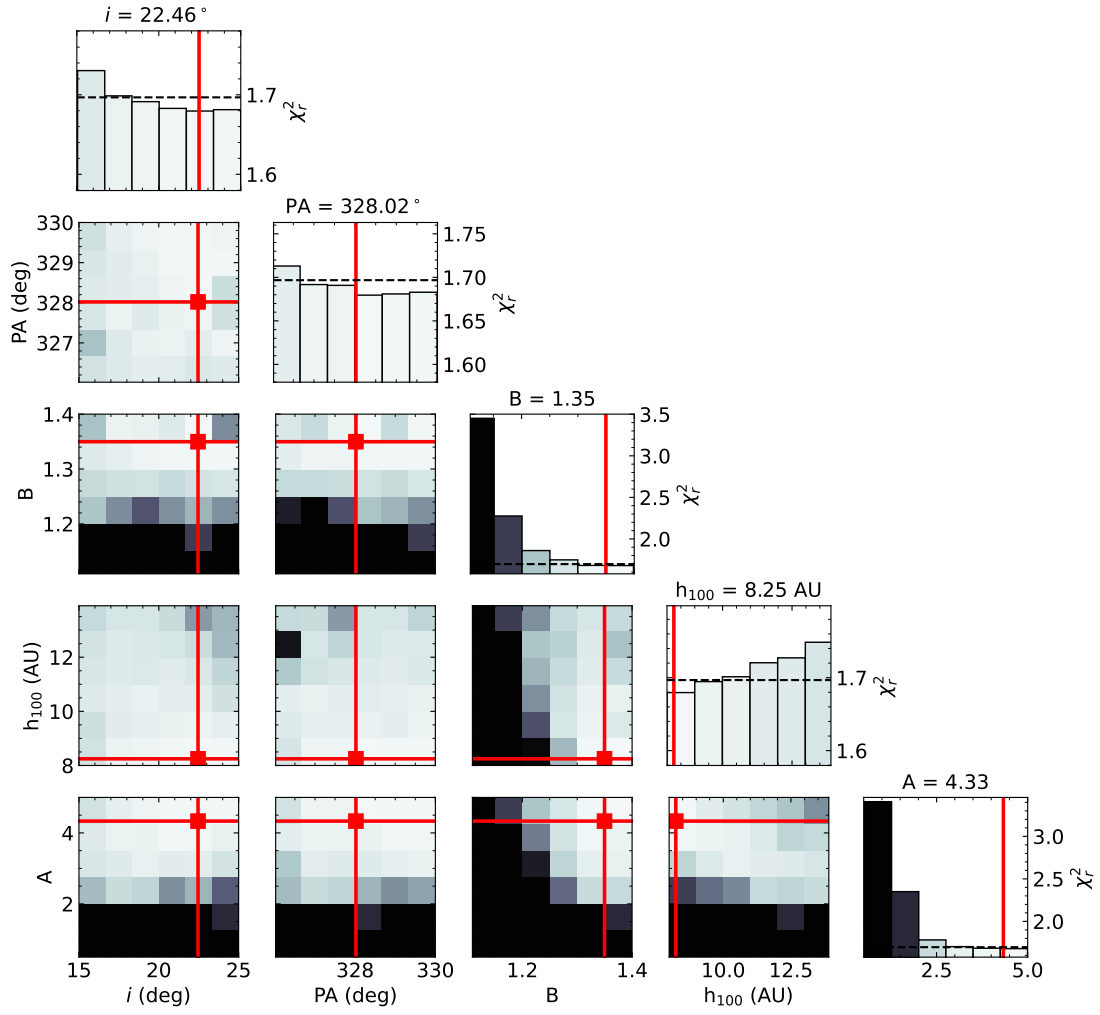 i = 22.46°
1.7
1.6
χ²ᵣ
PA = 328.02°
330
329
328
327
PA (deg)
1.75
1.70
1.65
1.60
χ²ᵣ
B = 1.35
1.4
1.3
1.2
B
3.5
3.0
2.5
2.0
χ²ᵣ
h₁₀₀ = 8.25 AU
12
10
8
h₁₀₀ (AU)
1.7
1.6
χ²ᵣ
A = 4.33
4
2
A
3.0
2.5
2.0
χ²ᵣ
15 20 25 328 330 1.2 1.4 10.0 12.5 2.5 5.0
i (deg) PA (deg) B h₁₀₀ (AU)